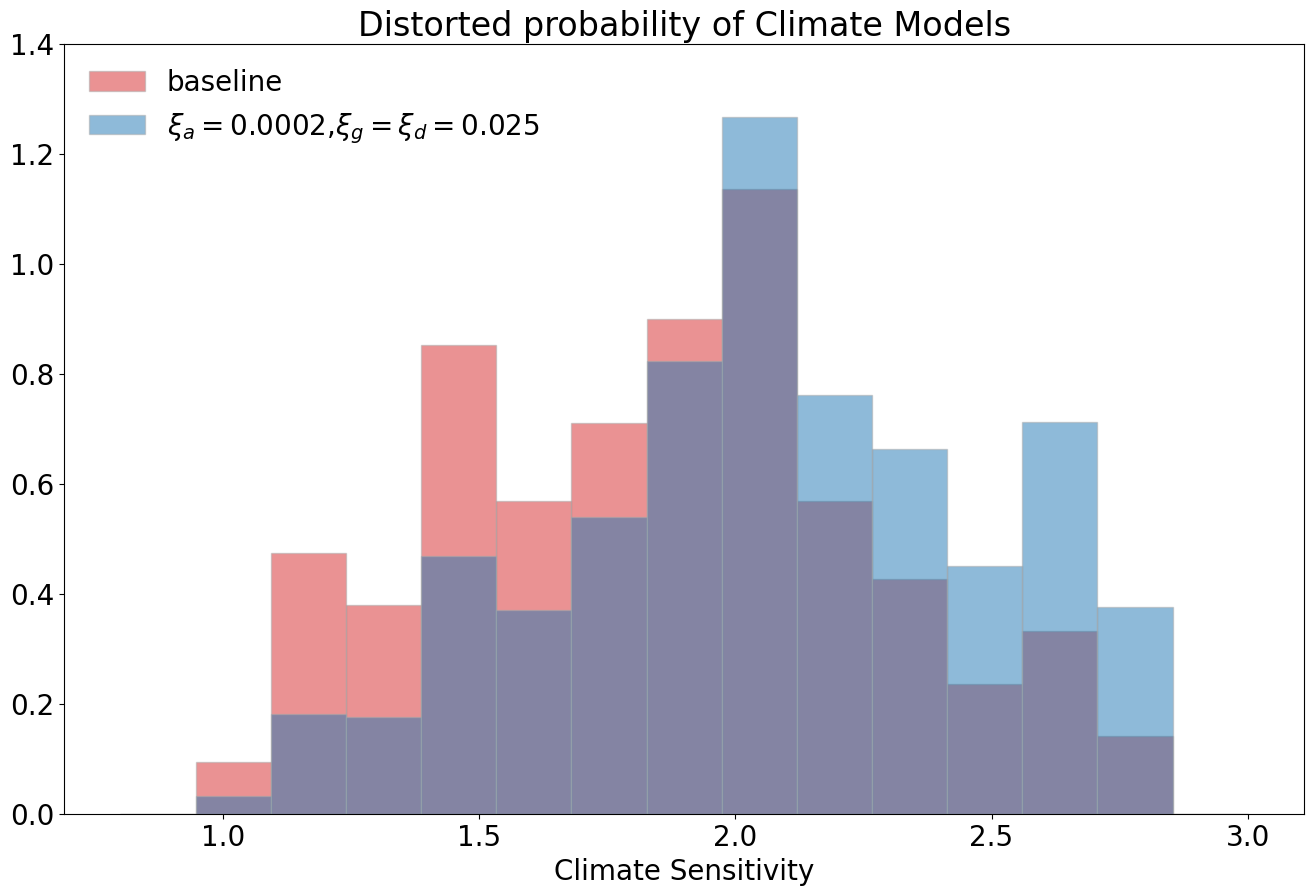 Distorted probability of Climate Models
1.4
baseline
ξₐ = 0.0002,ξ_g = ξ_d = 0.025
1.2
1.0
0.8
0.6
0.4
0.2
0.0
1.0 1.5 2.0 2.5 3.0
Climate Sensitivity